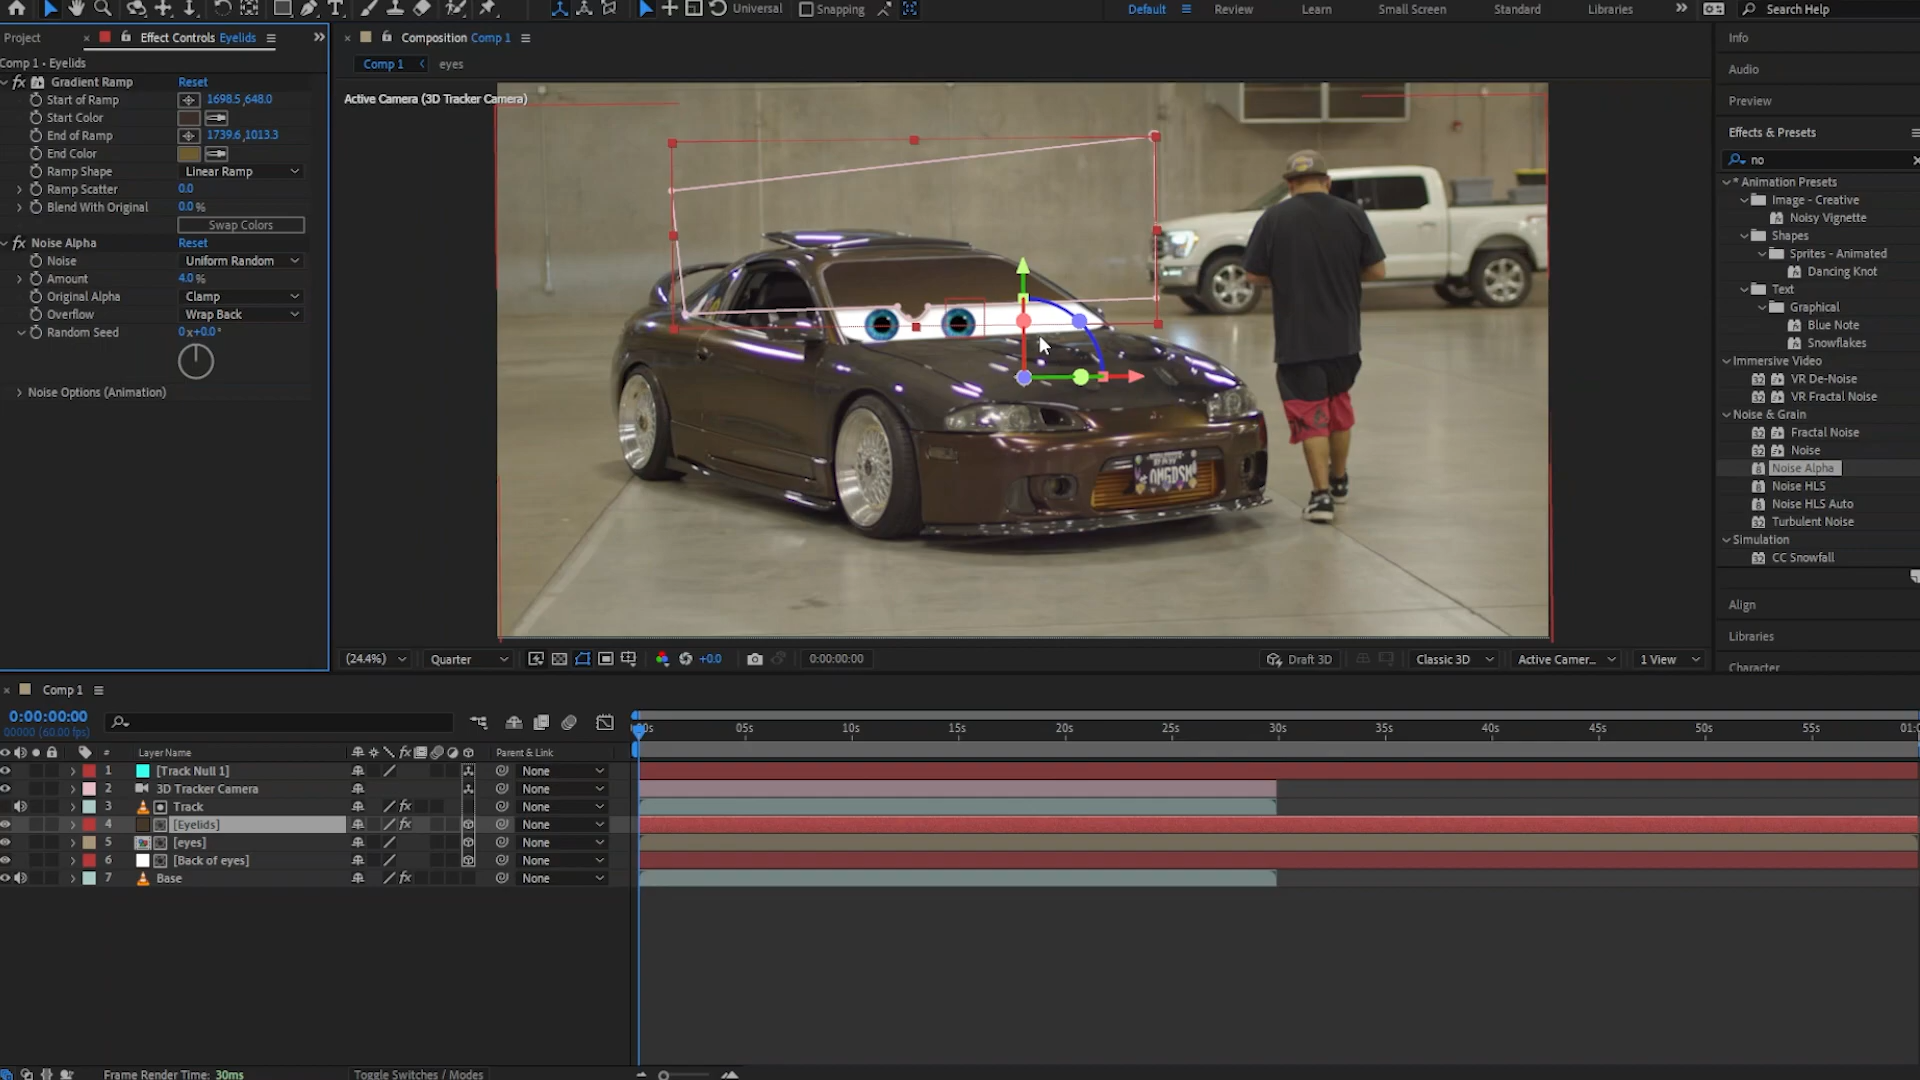 Universal
Snapping
Default
Review
Learn
Small Screen
Standard
Libraries
Search Help
Project
Effect Controls Eyelids
Composition Comp 1
Info
Comp 1 • Eyelids
Comp 1
eyes
Audio
Gradient Ramp
Reset
Active Camera (3D Tracker Camera)
Preview
Start of Ramp
1698.5,648.0
Start Color
End of Ramp
1739.6,1013.3
Effects & Presets
End Color
no
Ramp Shape
Linear Ramp
* Animation Presets
Ramp Scatter
0.0
Image - Creative
Blend With Original
0.0 %
Noisy Vignette
Swap Colors
Shapes
Noise Alpha
Reset
Sprites - Animated
Noise
Uniform Random
Dancing Knot
Amount
4.0 %
Text
Original Alpha
Clamp
Graphical
Overflow
Wrap Back
Blue Note
Random Seed
0 x+0.0 °
Snowflakes
Immersive Video
VR De-Noise
Noise Options (Animation)
VR Fractal Noise
Noise & Grain
Fractal Noise
Noise
Noise Alpha
OMGDSM
Noise HLS
Noise HLS Auto
Turbulent Noise
Simulation
CC Snowfall
Align
Libraries
Character
(24.4%)
Quarter
+0.0
0:00:00:00
Draft 3D
Classic 3D
Active Camer...
1 View
Comp 1
0:00:00:00
00000 (60.00 fps)
00s
05s
10s
15s
20s
25s
30s
35s
40s
45s
50s
55s
01:0
#
Layer Name
Parent & Link
1
[Track Null 1]
None
2
3D Tracker Camera
None
3
Track
None
4
[Eyelids]
None
5
[eyes]
None
6
[Back of eyes]
None
7
Base
None
Frame Render Time: 30ms
Toggle Switches / Modes